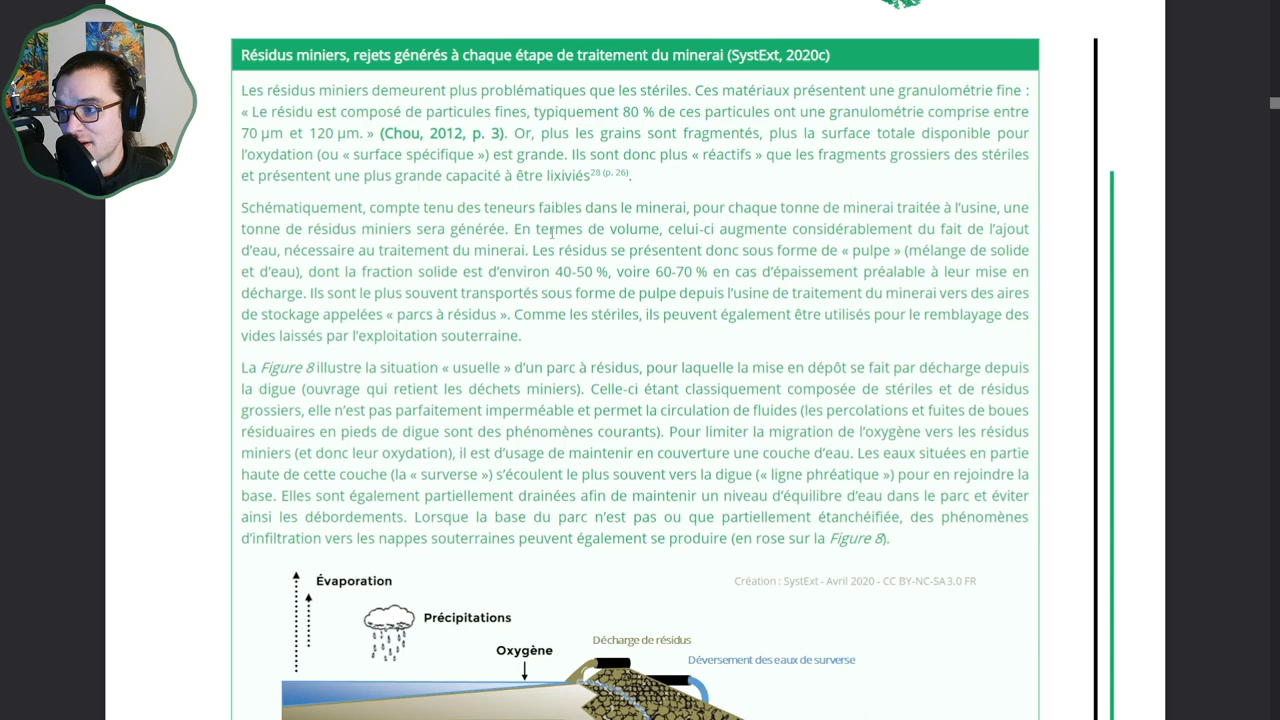 Résidus miniers, rejets générés à chaque étape de traitement du minerai (SystExt, 2020c)
Les résidus miniers demeurent plus problématiques que les stériles. Ces matériaux présentent une granulométrie fine :
« Le résidu est composé de particules fines, typiquement 80 % de ces particules ont une granulométrie comprise entre
70 µm et 120 µm. » (Chou, 2012, p. 3). Or, plus les grains sont fragmentés, plus la surface totale disponible pour
l'oxydation (ou « surface spécifique ») est grande. Ils sont donc plus « réactifs » que les fragments grossiers des stériles
et présentent une plus grande capacité à être lixiviés28 (p. 26).
Schématiquement, compte tenu des teneurs faibles dans le minerai, pour chaque tonne de minerai traitée à l'usine, une
tonne de résidus miniers sera générée. En termes de volume, celui-ci augmente considérablement du fait de l'ajout
d'eau, nécessaire au traitement du minerai. Les résidus se présentent donc sous forme de « pulpe » (mélange de solide
et d'eau), dont la fraction solide est d'environ 40-50 %, voire 60-70 % en cas d'épaissement préalable à leur mise en
décharge. Ils sont le plus souvent transportés sous forme de pulpe depuis l'usine de traitement du minerai vers des aires
de stockage appelées « parcs à résidus ». Comme les stériles, ils peuvent également être utilisés pour le remblayage des
vides laissés par l'exploitation souterraine.
La Figure 8 illustre la situation « usuelle » d'un parc à résidus, pour laquelle la mise en dépôt se fait par décharge depuis
la digue (ouvrage qui retient les déchets miniers). Celle-ci étant classiquement composée de stériles et de résidus
grossiers, elle n'est pas parfaitement imperméable et permet la circulation de fluides (les percolations et fuites de boues
résiduaires en pieds de digue sont des phénomènes courants). Pour limiter la migration de l'oxygène vers les résidus
miniers (et donc leur oxydation), il est d'usage de maintenir en couverture une couche d'eau. Les eaux situées en partie
haute de cette couche (la « surverse ») s'écoulent le plus souvent vers la digue (« ligne phréatique ») pour en rejoindre la
base. Elles sont également partiellement drainées afin de maintenir un niveau d'équilibre d'eau dans le parc et éviter
ainsi les débordements. Lorsque la base du parc n'est pas ou que partiellement étanchéifiée, des phénomènes
d'infiltration vers les nappes souterraines peuvent également se produire (en rose sur la Figure 8).
Évaporation
Création : SystExt - Avril 2020 - CC BY-NC-SA 3.0 FR
Précipitations
Décharge de résidus
Oxygène
Déversement des eaux de surverse